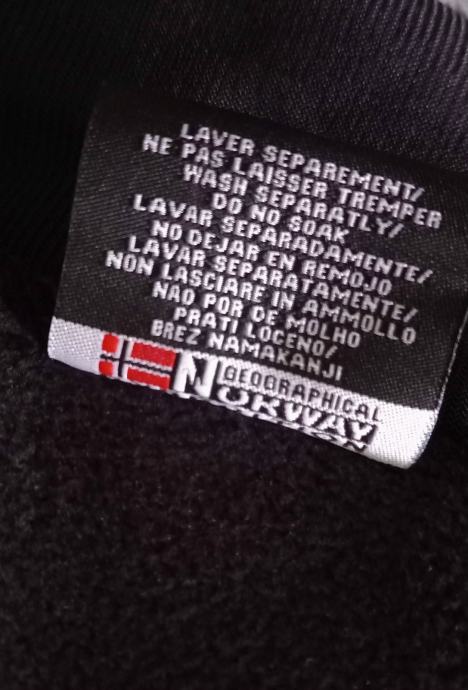 LAVER SEPAREMENT/
NE PAS LAISSER TREMPER
WASH SEPARATLY/
DO NO SOAK
LAVAR SEPARADAMENTE/
NO DEJAR EN REMOJO
LAVAR SEPARATAMENTE/
NON LASCIARE IN AMMOLLO
NAO POR DE MOLHO
PRATI LOCENO/
BREZ NAMAKANJI
N GEOGRAPHICAL
NORWAY